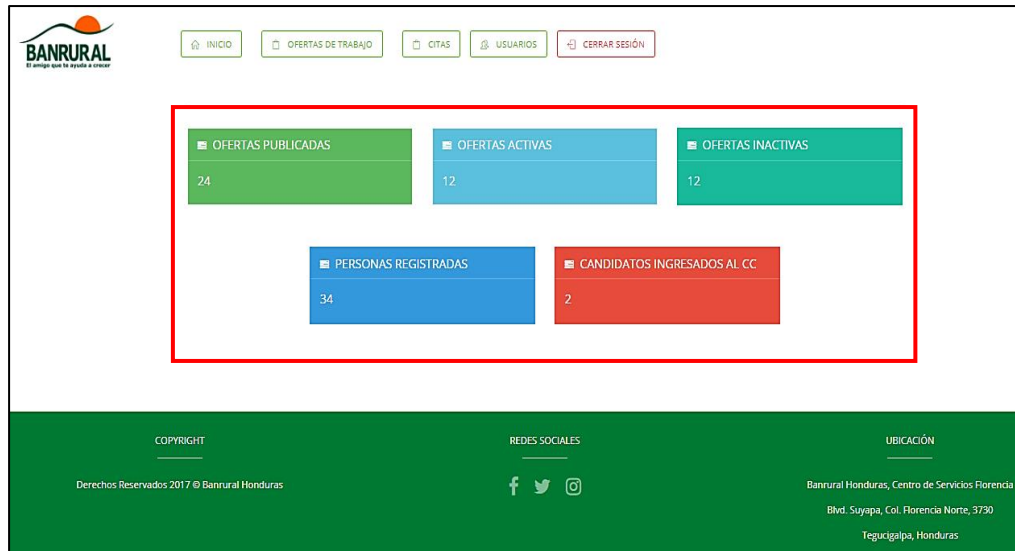 BANRURAL
El amigo que te ayuda a crecer
INICIO
OFERTAS DE TRABAJO
CITAS
USUARIOS
CERRAR SESIÓN
OFERTAS PUBLICADAS
24
OFERTAS ACTIVAS
12
OFERTAS INACTIVAS
12
PERSONAS REGISTRADAS
34
CANDIDATOS INGRESADOS AL CC
2
COPYRIGHT
Derechos Reservados 2017 © Banrural Honduras
REDES SOCIALES
UBICACIÓN
Banrural Honduras, Centro de Servicios Florencia
Blvd. Suyapa, Col. Florencia Norte, 3730
Tegucigalpa, Honduras